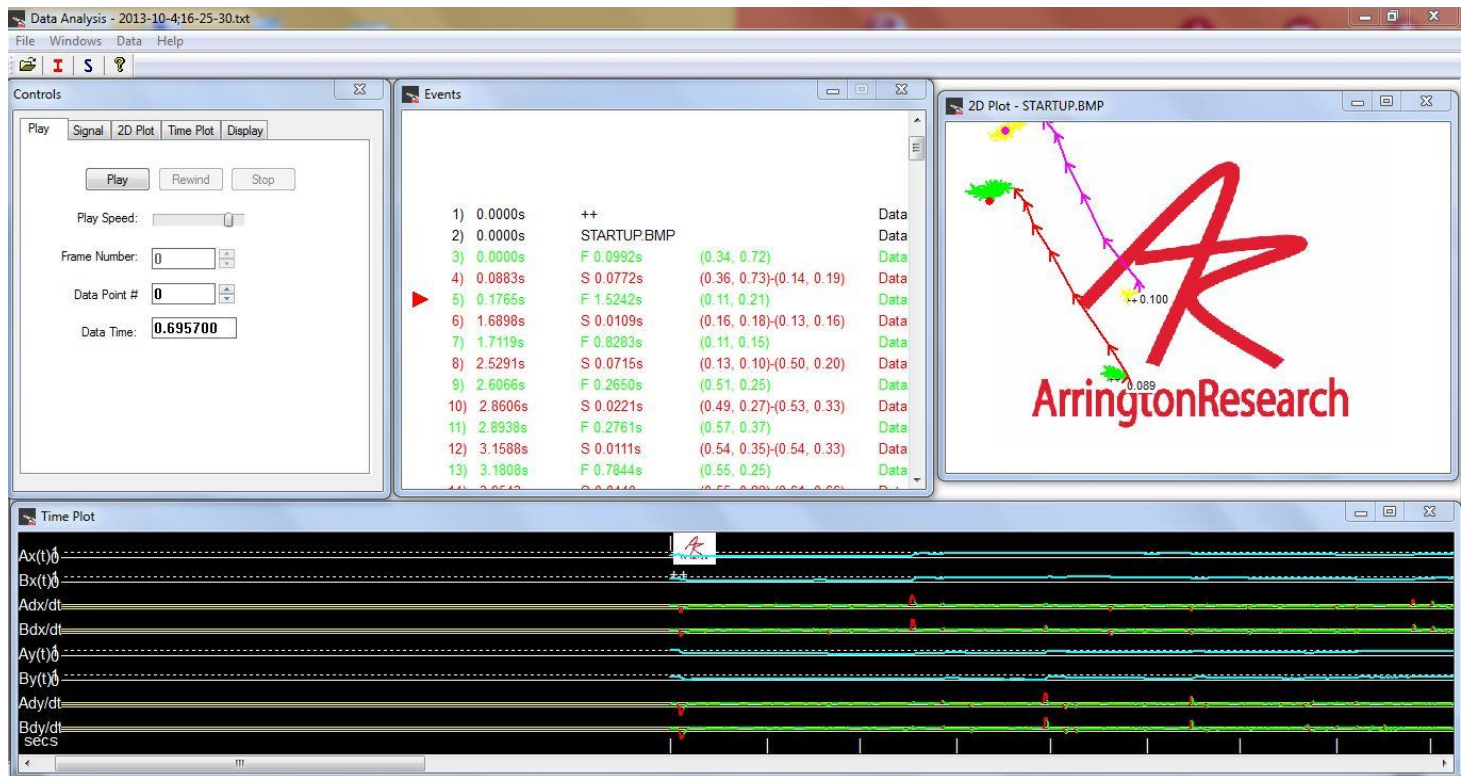 Data Analysis - 2013-10-4;16-25-30.txt
File Windows Data Help
I S ?
Controls
Play Signal 2D Plot Time Plot Display
Play Rewind Stop
Play Speed:
Frame Number: 0
Data Point # 0
Data Time: 0.695700
Events
1) 0.0000s ++ Data
2) 0.0000s STARTUP.BMP Data
3) 0.0000s F 0.0992s (0.34, 0.72) Data
4) 0.0883s S 0.0772s (0.36, 0.73)-(0.14, 0.19) Data
5) 0.1765s F 1.5242s (0.11, 0.21) Data
6) 1.6898s S 0.0109s (0.16, 0.18)-(0.13, 0.16) Data
7) 1.7119s F 0.8283s (0.11, 0.15) Data
8) 2.5291s S 0.0715s (0.13, 0.10)-(0.50, 0.20) Data
9) 2.6066s F 0.2650s (0.51, 0.25) Data
10) 2.8606s S 0.0221s (0.49, 0.27)-(0.53, 0.33) Data
11) 2.8938s F 0.2761s (0.57, 0.37) Data
12) 3.1588s S 0.0111s (0.54, 0.35)-(0.54, 0.33) Data
13) 3.1808s F 0.7844s (0.55, 0.25) Data
2D Plot - STARTUP.BMP
AR
++ 0.100
++ 0.089
ArringtonResearch
Time Plot
Ax(t)
Bx(t)
++
Adx/dt
Bdx/dt
Ay(t)
By(t)
Ady/dt
Bdy/dt
secs